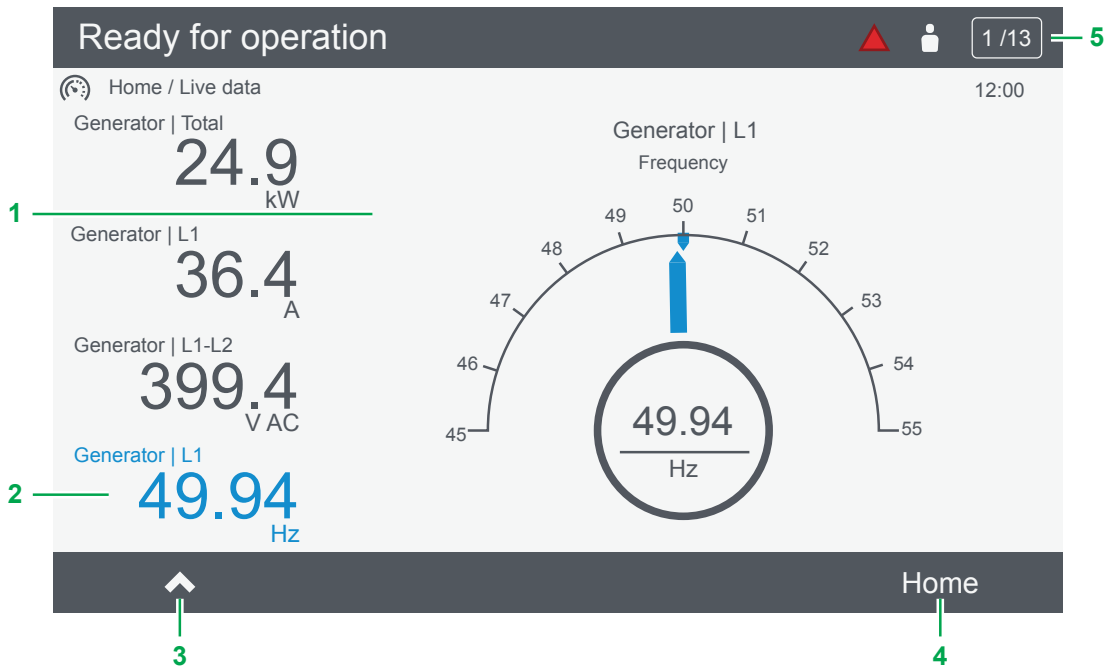 Ready for operation
1 /13
5
Home / Live data
12:00
Generator | Total
24.9
kW
1
Generator | L1
36.4
A
Generator | L1-L2
399.4
V AC
Generator | L1
2
49.94
Hz
Generator | L1
Frequency
45
46
47
48
49
50
51
52
53
54
55
49.94
Hz
Home
3
4